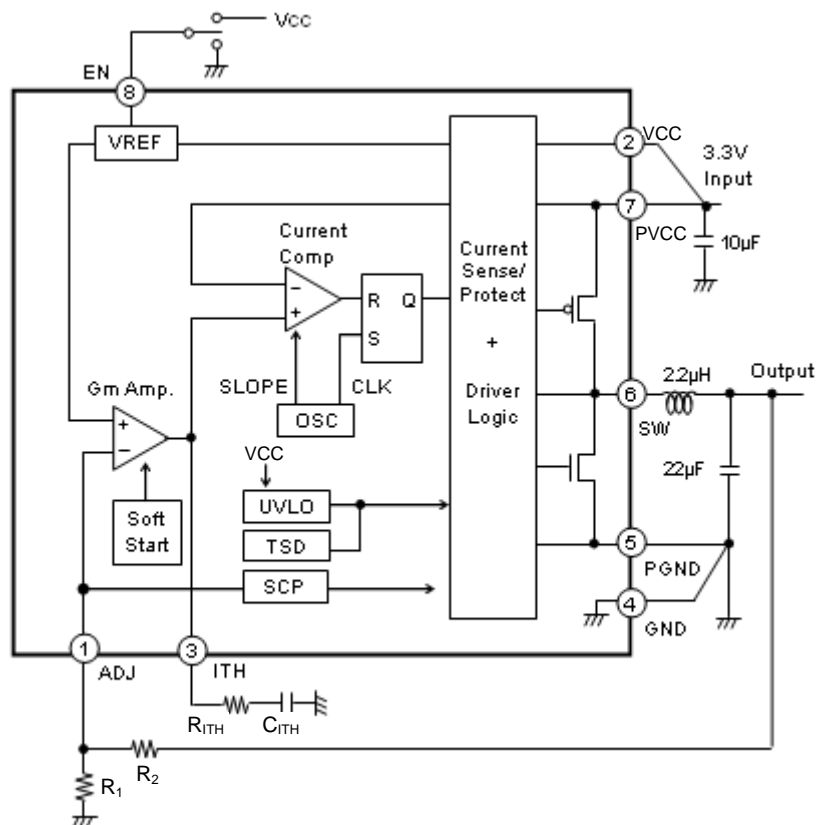 VCC
EN
8
VREF
2
VCC
3.3V
Input
7
PVCC
10µF
Current
Comp
Current
Sense/
Protect
+
Driver
Logic
−
+
R
Q
S
SLOPE
CLK
OSC
Gm Amp.
+
−
6
SW
2.2µH
Output
22µF
VCC
UVLO
TSD
SCP
Soft
Start
5
PGND
4
GND
1
ADJ
3
ITH
RITH
CITH
R2
R1